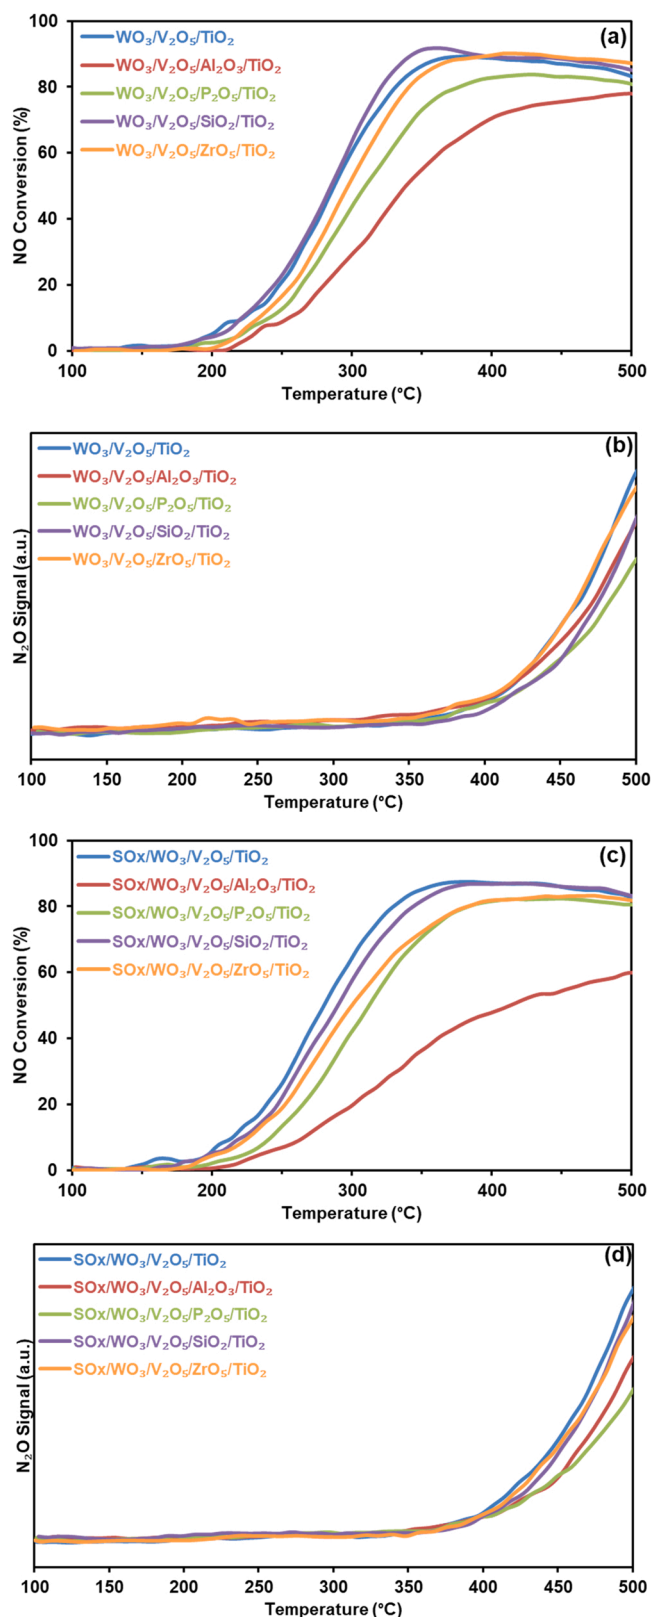 (a)
WO₃/V₂O₅/TiO₂
WO₃/V₂O₅/Al₂O₃/TiO₂
WO₃/V₂O₅/P₂O₅/TiO₂
WO₃/V₂O₅/SiO₂/TiO₂
WO₃/V₂O₅/ZrO₅/TiO₂
NO Conversion (%)
100
80
60
40
20
0
100 200 300 400 500
Temperature (°C)
(b)
WO₃/V₂O₅/TiO₂
WO₃/V₂O₅/Al₂O₃/TiO₂
WO₃/V₂O₅/P₂O₅/TiO₂
WO₃/V₂O₅/SiO₂/TiO₂
WO₃/V₂O₅/ZrO₅/TiO₂
N₂O Signal (a.u.)
100 150 200 250 300 350 400 450 500
Temperature (°C)
(c)
SOx/WO₃/V₂O₅/TiO₂
SOx/WO₃/V₂O₅/Al₂O₃/TiO₂
SOx/WO₃/V₂O₅/P₂O₅/TiO₂
SOx/WO₃/V₂O₅/SiO₂/TiO₂
SOx/WO₃/V₂O₅/ZrO₅/TiO₂
NO Conversion (%)
100
80
60
40
20
0
100 200 300 400 500
Temperature (°C)
(d)
SOx/WO₃/V₂O₅/TiO₂
SOx/WO₃/V₂O₅/Al₂O₃/TiO₂
SOx/WO₃/V₂O₅/P₂O₅/TiO₂
SOx/WO₃/V₂O₅/SiO₂/TiO₂
SOx/WO₃/V₂O₅/ZrO₅/TiO₂
N₂O Signal (a.u.)
100 150 200 250 300 350 400 450 500
Temperature (°C)